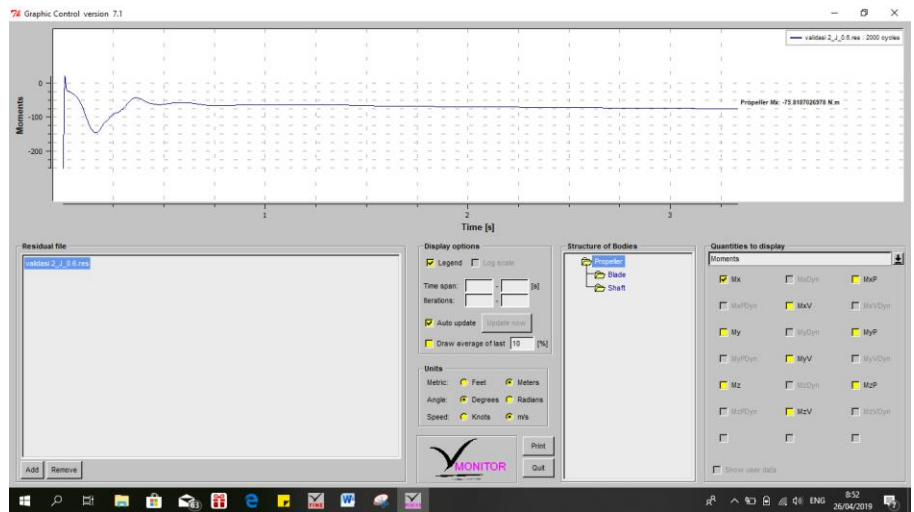 Graphic Control version 7.1
validasi 2_J_0.6.res : 2000 cycles
0
-100
-200
Moments
Propeller Mx: -75.8187026978 N.m
1
2
3
Time [s]
Residual file
validasi 2_J_0.6.res
Add
Remove
Display options
Legend
Log scale
Time span:
-
[s]
Iterations:
-
Auto update
Update now
Draw average of last
10
[%]
Units
Metric:
Feet
Meters
Angle:
Degrees
Radians
Speed:
Knots
m/s
MONITOR
Print
Quit
Structure of Bodies
Propeller
Blade
Shaft
Quantities to display
Moments
Mx
MxDyn
MxP
MxPDyn
MxV
MxVDyn
My
MyDyn
MyP
MyPDyn
MyV
MyVDyn
Mz
MzDyn
MzP
MzPDyn
MzV
MzVDyn
Show user data
ENG
8:52
26/04/2019